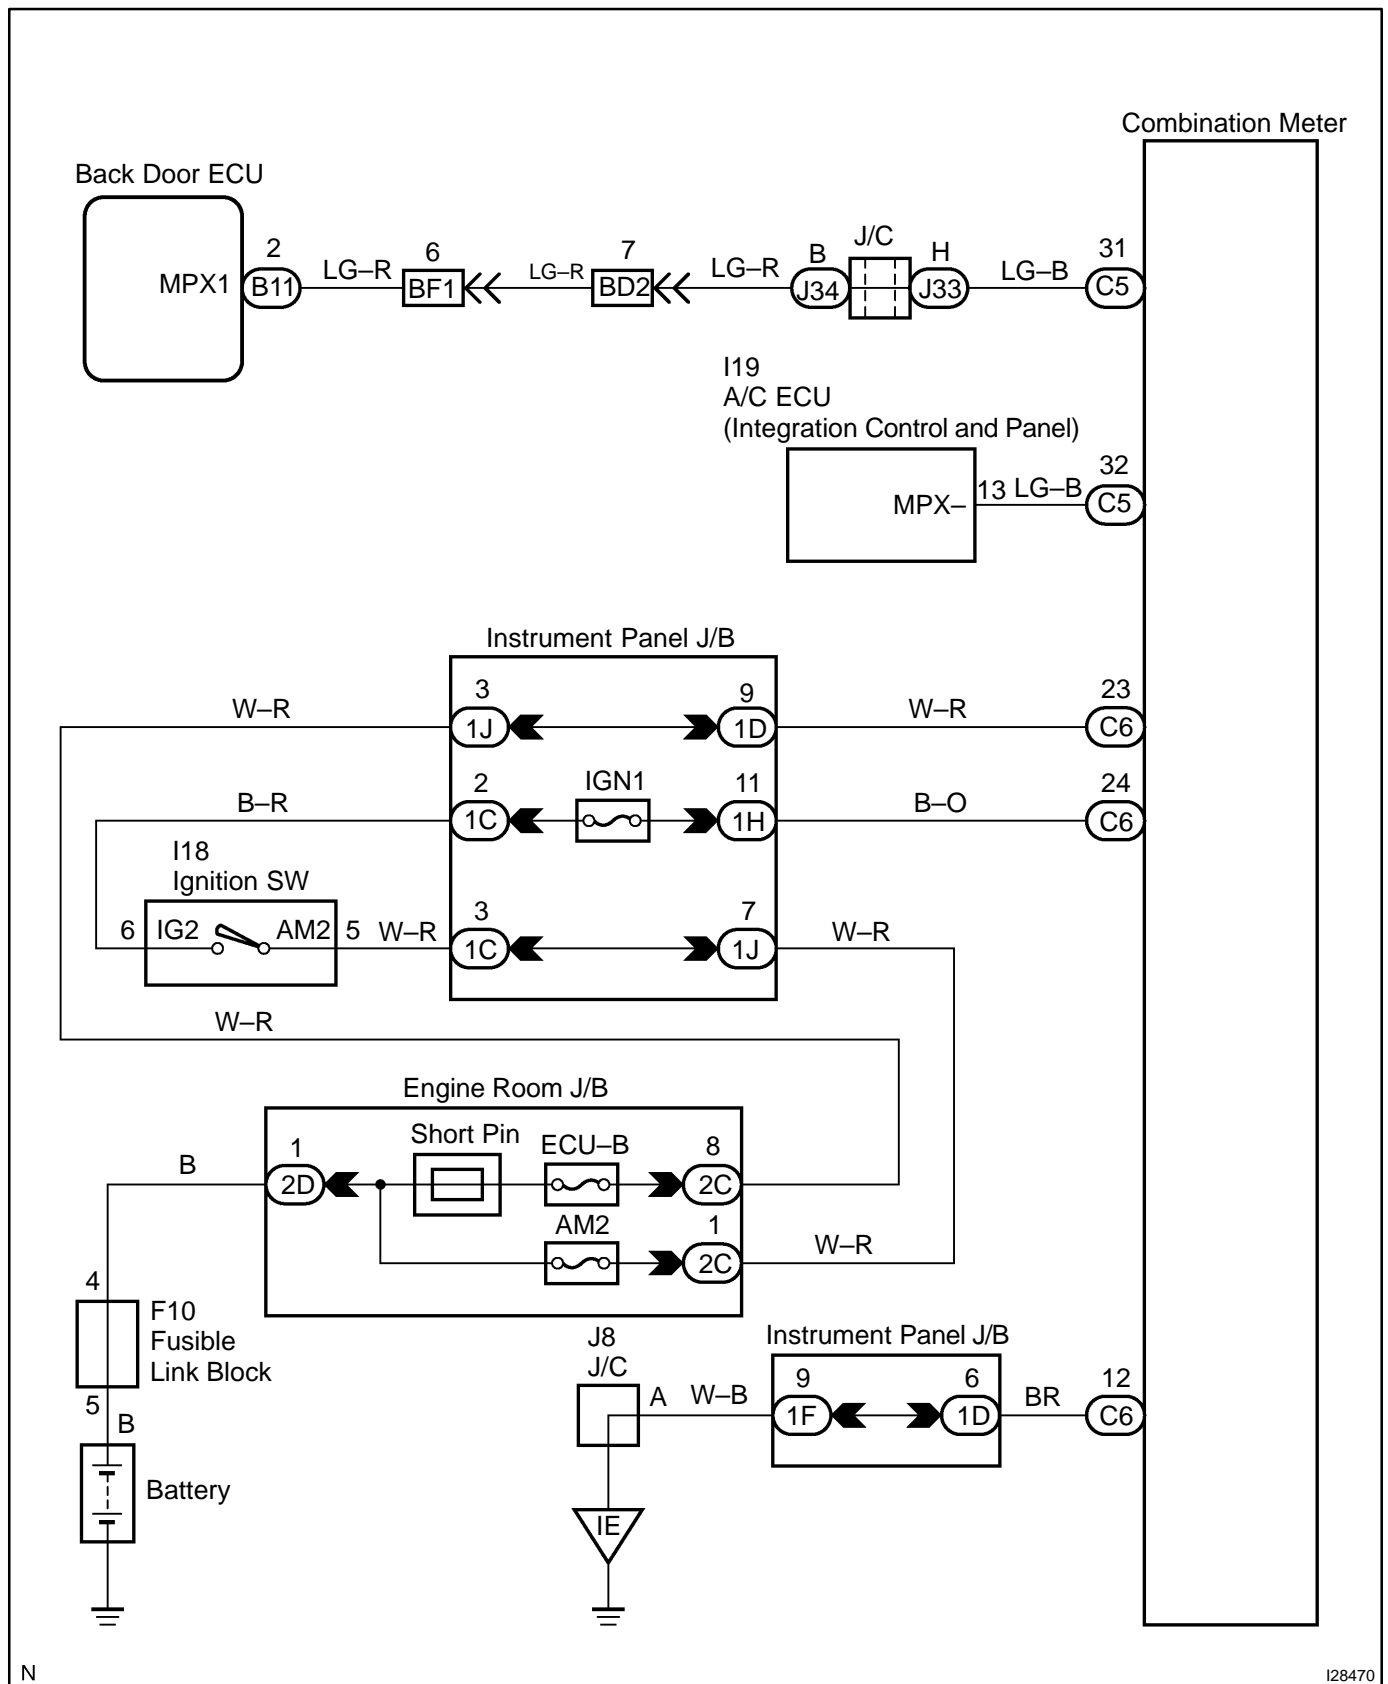 Combination Meter
Back Door ECU
MPX1
2
B11
LG–R
6
BF1
LG–R
7
BD2
LG–R
B
J34
J/C
H
J33
LG–B
31
C5
I19
A/C ECU
(Integration Control and Panel)
MPX–
13
LG–B
32
C5
Instrument Panel J/B
W–R
3
1J
9
1D
W–R
23
C6
B–R
2
1C
IGN1
11
1H
B–O
24
C6
I18
Ignition SW
6
IG2
AM2
5
W–R
3
1C
7
1J
W–R
W–R
Engine Room J/B
B
1
2D
Short Pin
ECU–B
8
2C
AM2
1
2C
W–R
4
F10
Fusible
Link Block
5
B
Battery
J8
J/C
A
W–B
Instrument Panel J/B
9
1F
6
1D
BR
12
C6
IE
N
I28470